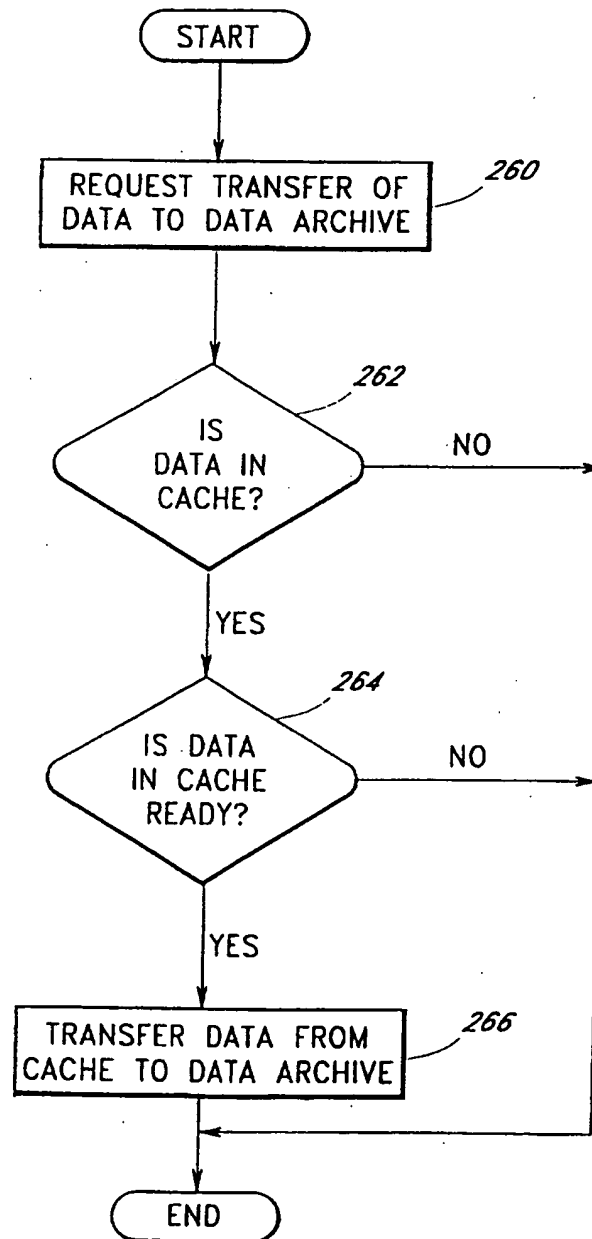 START
REQUEST TRANSFER OF
DATA TO DATA ARCHIVE
260
262
IS
DATA IN
CACHE?
NO
YES
264
IS DATA
IN CACHE
READY?
NO
YES
TRANSFER DATA FROM
CACHE TO DATA ARCHIVE
266
END